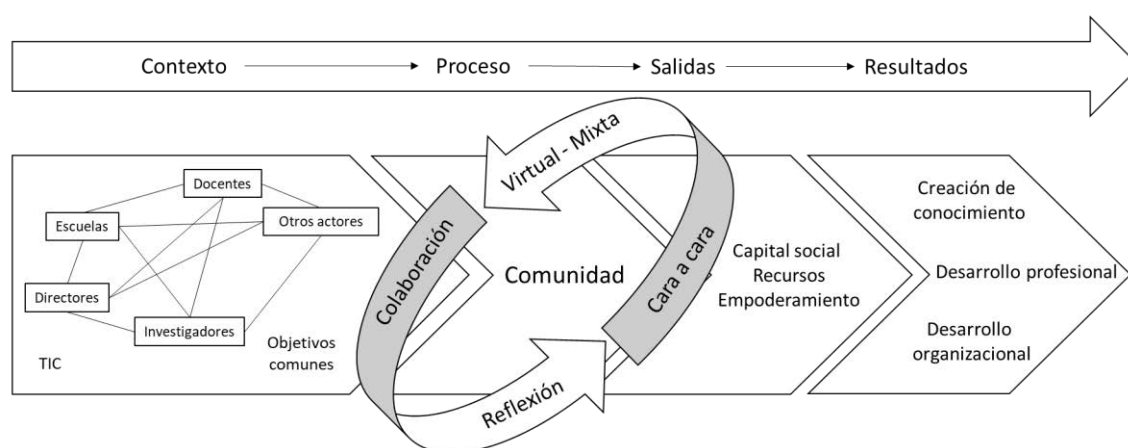 Contexto
Proceso
Salidas
Resultados
Docentes
Otros actores
Escuelas
Directores
Investigadores
TIC
Objetivos
comunes
Virtual - Mixta
Colaboración
Comunidad
Cara a cara
Reflexión
Capital social
Recursos
Empoderamiento
Creación de
conocimiento
Desarrollo profesional
Desarrollo
organizacional